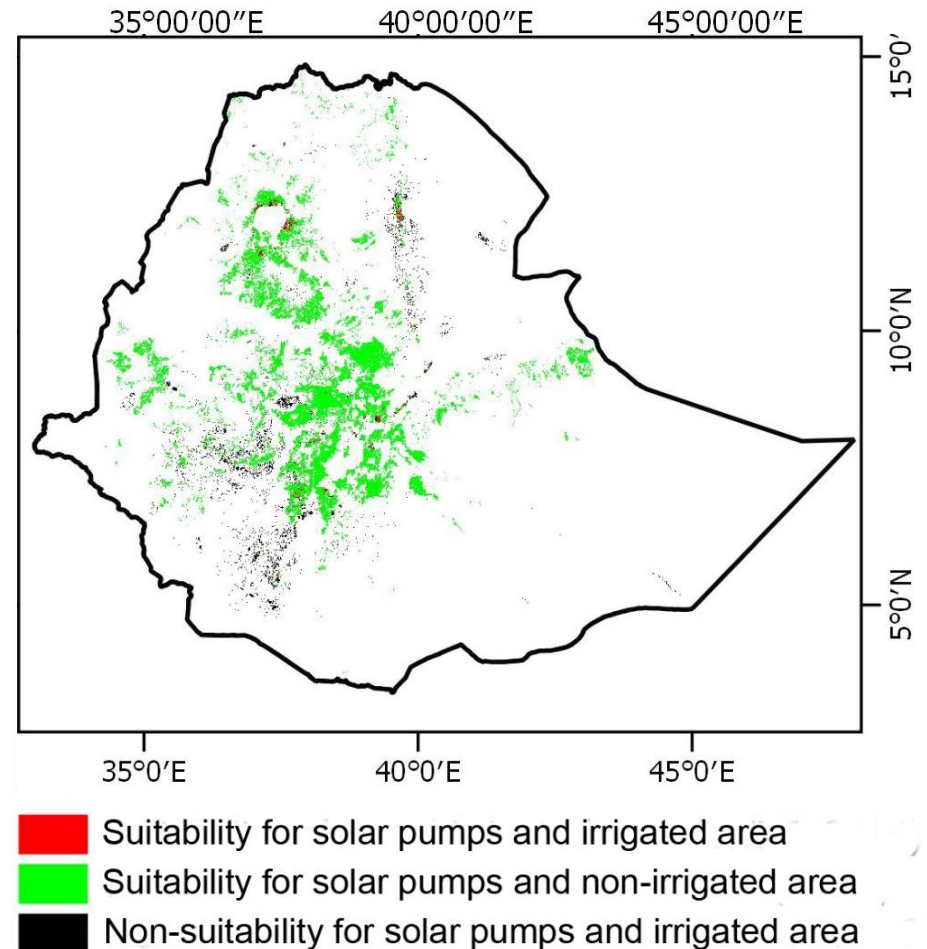 35°00′00″E 40°00′00″E 45°00′00″E
15°0′
10°0′N
5°0′N
35°0′E 40°0′E 45°0′E
Suitability for solar pumps and irrigated area
Suitability for solar pumps and non-irrigated area
Non-suitability for solar pumps and irrigated area